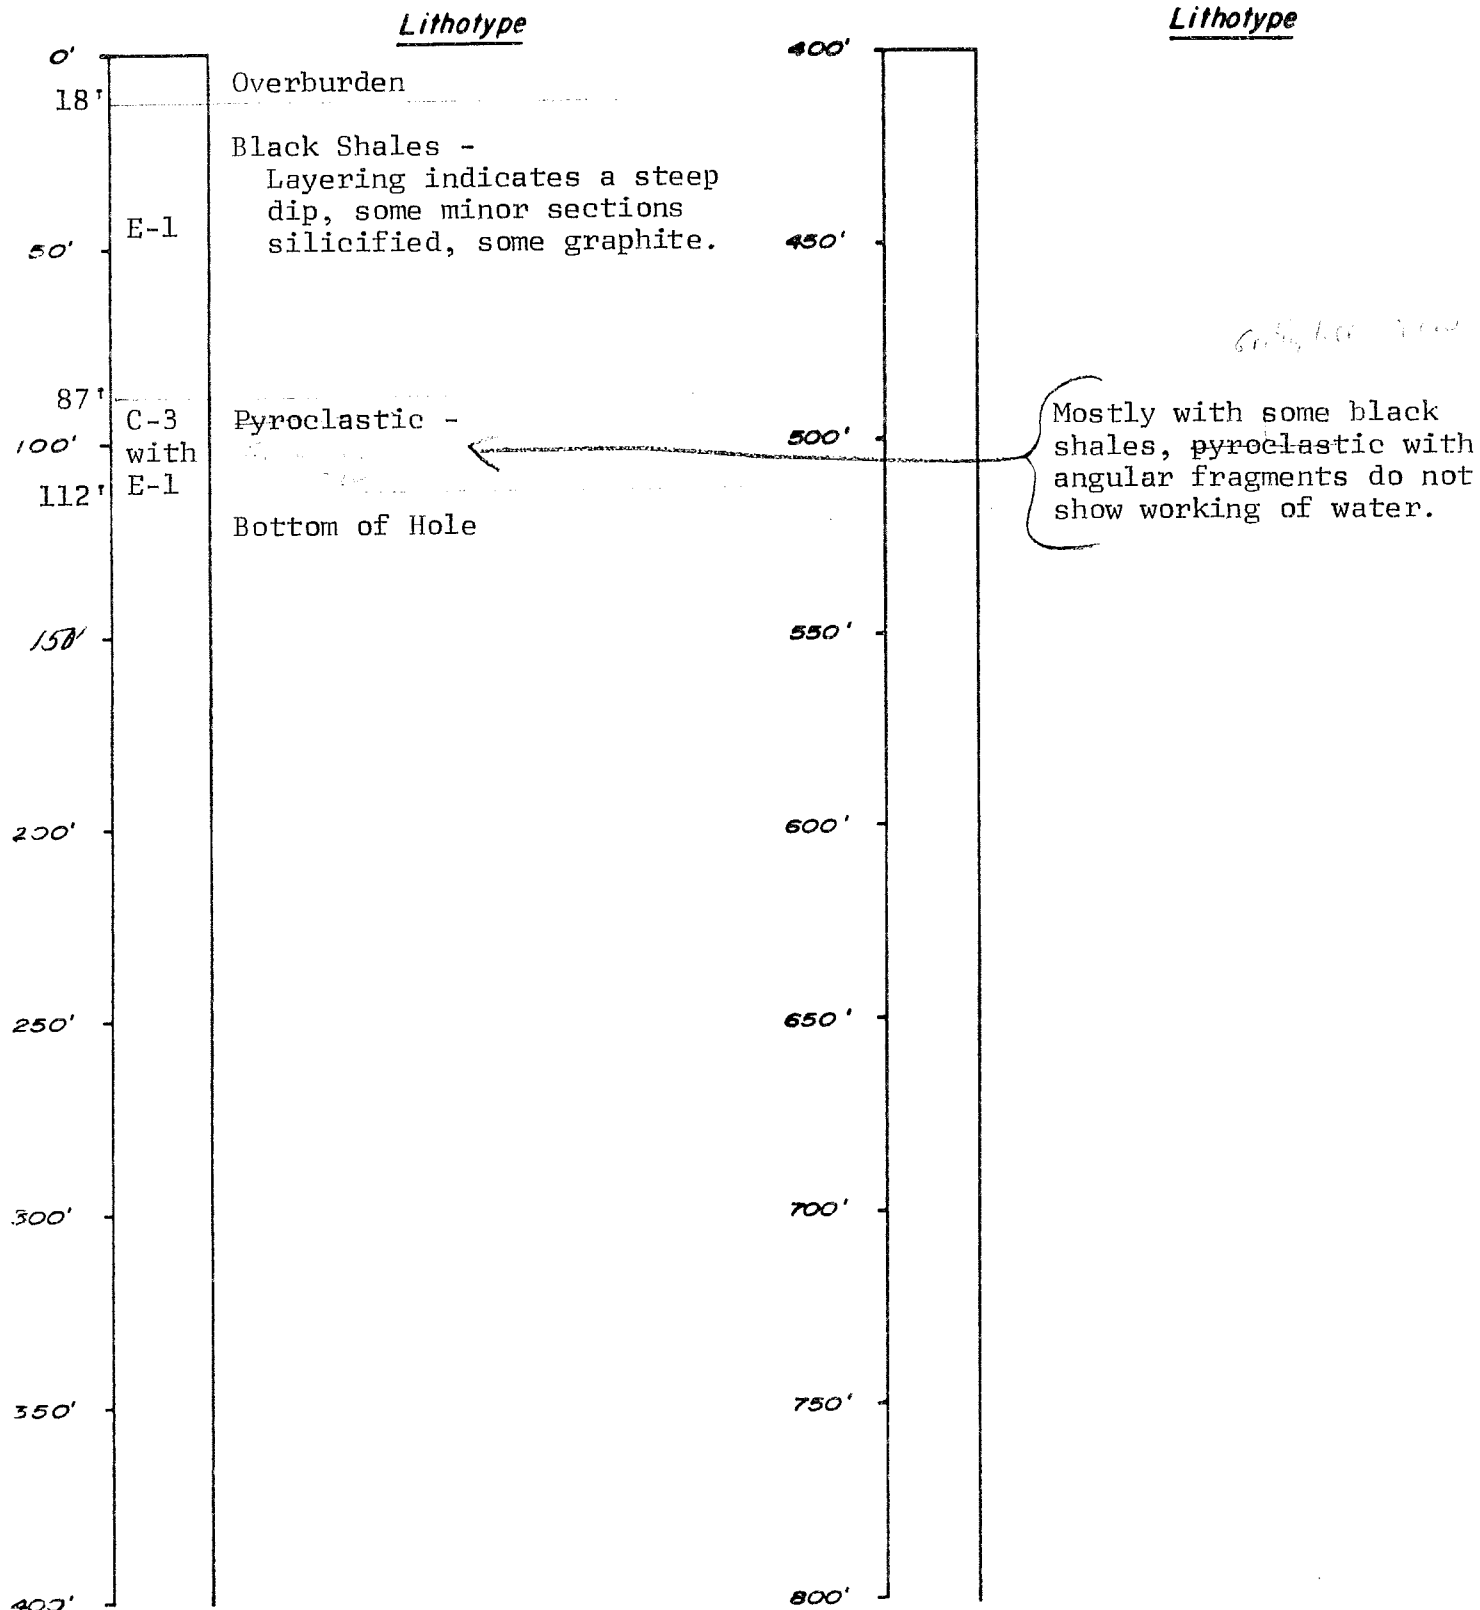 Lithotype
0'
Overburden
18'
Black Shales -
Layering indicates a steep
dip, some minor sections
E-1
silicified, some graphite.
50'
87'
C-3
Pyroclastic -
100'
with
112'
E-1
Bottom of Hole
150'
200'
250'
300'
350'
400'
Lithotype
400'
450'
Mostly with some black
500'
shales, pyroclastic with
angular fragments do not
show working of water.
550'
600'
650'
700'
750'
800'